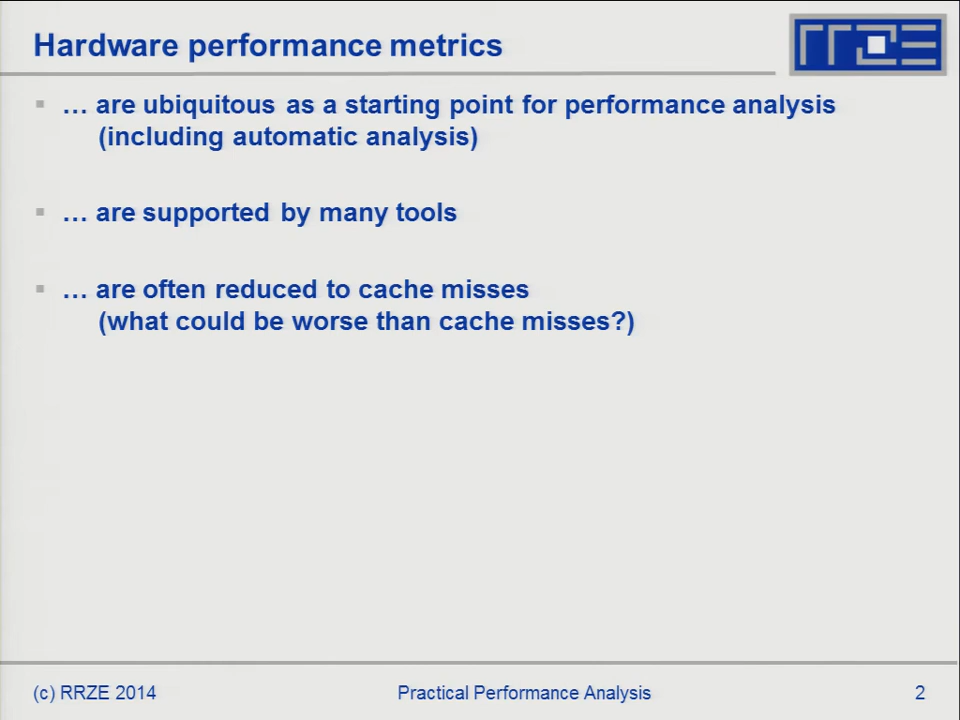 Hardware performance metrics
RRZE
… are ubiquitous as a starting point for performance analysis
(including automatic analysis)
… are supported by many tools
… are often reduced to cache misses
(what could be worse than cache misses?)
(c) RRZE 2014
Practical Performance Analysis
2